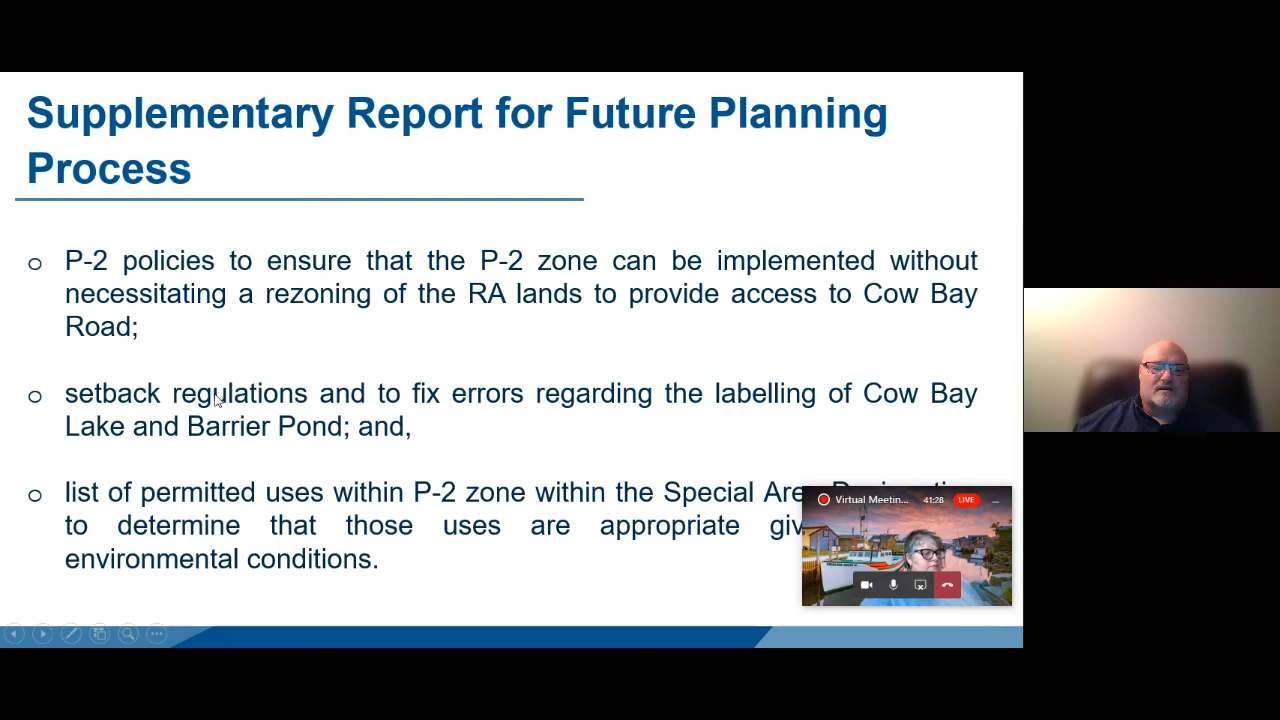 Supplementary Report for Future Planning
Process
o P-2 policies to ensure that the P-2 zone can be implemented without
necessitating a rezoning of the RA lands to provide access to Cow Bay
Road;
o setback regulations and to fix errors regarding the labelling of Cow Bay
Lake and Barrier Pond; and,
o list of permitted uses within P-2 zone within the Special
to determine that those uses are appropriate
environmental conditions.
Virtual Meetin... 41:28 LIVE